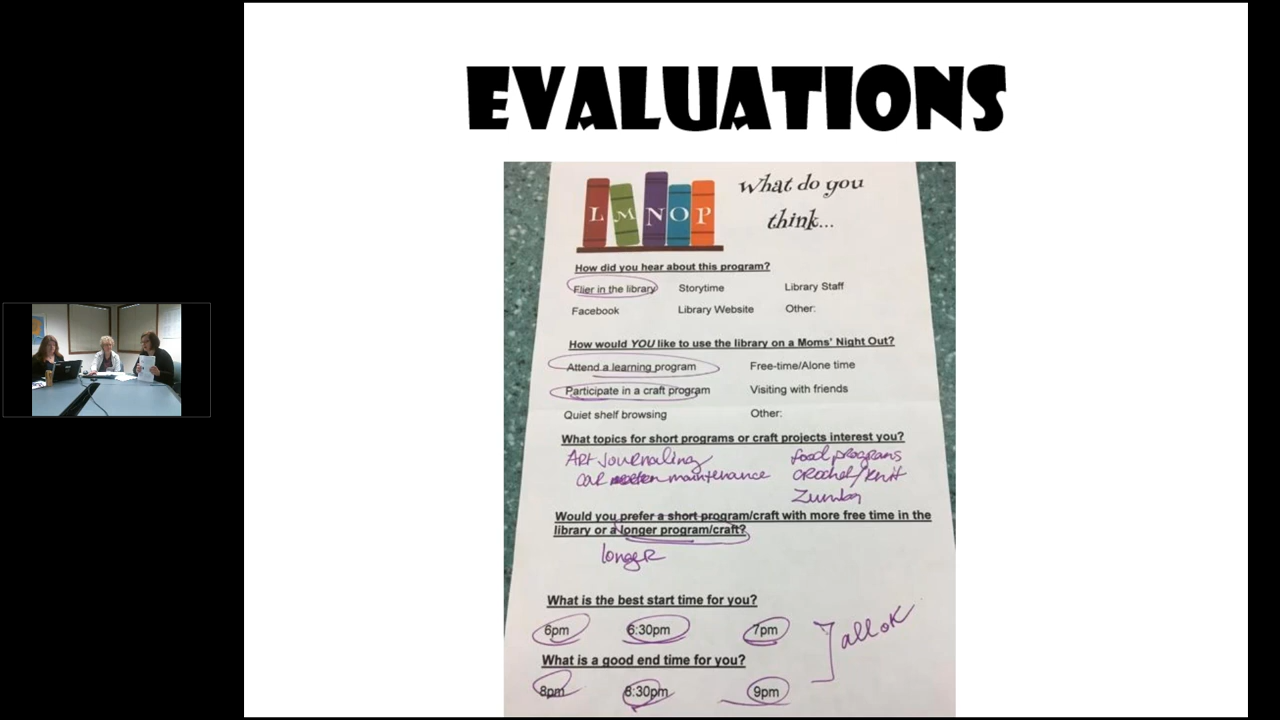 EVALUATIONS
LMNOP
What do you
think...
How did you hear about this program?
Flier in the library Storytime Library Staff
Facebook Library Website Other:
How would YOU like to use the library on a Moms' Night Out?
Attend a learning program Free-time/Alone time
Participate in a craft program Visiting with friends
Quiet shelf browsing Other:
What topics for short programs or craft projects interest you?
Art Journaling food programs
car maintenance crochet/knit
Zumba
Would you prefer a short program/craft with more free time in the
library or a longer program/craft?
longer
What is the best start time for you?
6pm 6:30pm 7pm
all ok
What is a good end time for you?
8pm 8:30pm 9pm